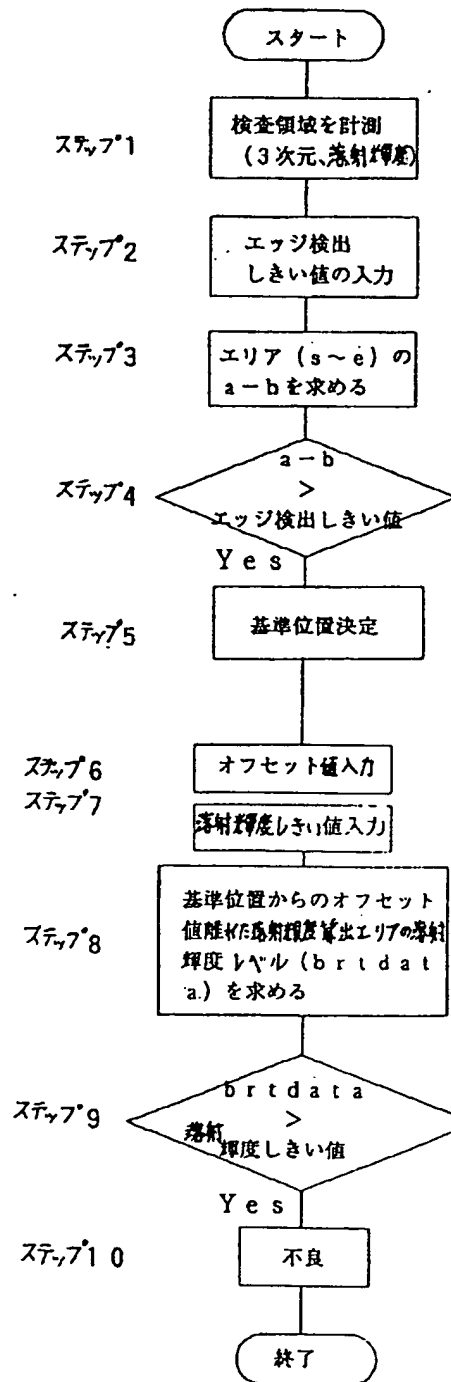 スタート
ステップ1
検査領域を計測
(3次元、落射輝度)
ステップ2
エッジ検出
しきい値の入力
ステップ3
エリア(s~e)の
a-bを求める
ステップ4
a-b
>
エッジ検出しきい値
Yes
ステップ5
基準位置決定
ステップ6
オフセット値入力
ステップ7
落射輝度しきい値入力
ステップ8
基準位置からのオフセット
値離れた落射輝度算出エリアの落射
輝度レベル(brtdat
a)を求める
ステップ9
brtdata
>
落射
輝度しきい値
Yes
ステップ10
不良
終了